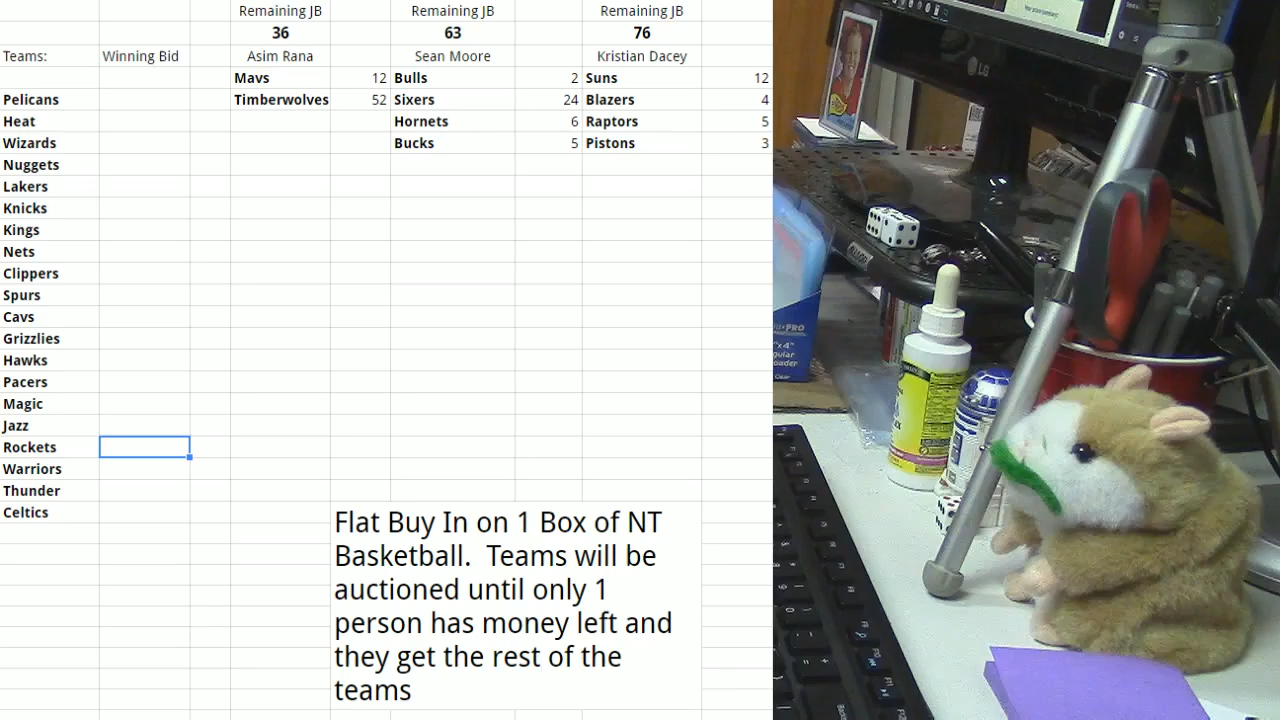 Remaining JB Remaining JB Remaining JB
36 63 76
Teams: Winning Bid Asim Rana Sean Moore Kristian Dacey
Mavs 12 Bulls 2 Suns 12
Pelicans Timberwolves 52 Sixers 24 Blazers 4
Heat Hornets 6 Raptors 5
Wizards Bucks 5 Pistons 3
Nuggets
Lakers
Knicks
Kings
Nets
Clippers
Spurs
Cavs
Grizzlies
Hawks
Pacers
Magic
Jazz
Rockets
Warriors
Thunder
Celtics
Flat Buy In on 1 Box of NT
Basketball. Teams will be
auctioned until only 1
person has money left and
they get the rest of the
teams
LG
PRO